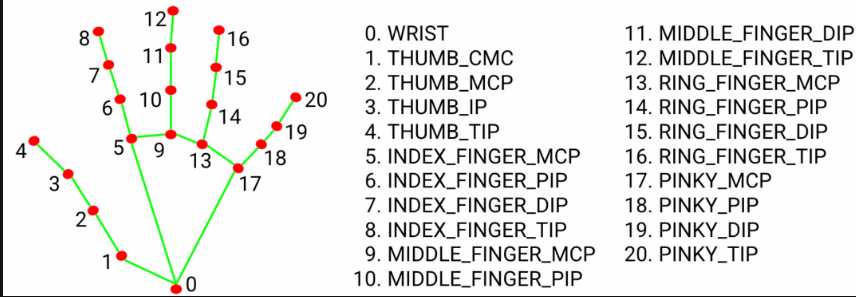 12
8
16
11
7
15
10
6
20
14
19
5
9
13
18
4
17
3
2
1
0
0. WRIST
1. THUMB_CMC
2. THUMB_MCP
3. THUMB_IP
4. THUMB_TIP
5. INDEX_FINGER_MCP
6. INDEX_FINGER_PIP
7. INDEX_FINGER_DIP
8. INDEX_FINGER_TIP
9. MIDDLE_FINGER_MCP
10. MIDDLE_FINGER_PIP
11. MIDDLE_FINGER_DIP
12. MIDDLE_FINGER_TIP
13. RING_FINGER_MCP
14. RING_FINGER_PIP
15. RING_FINGER_DIP
16. RING_FINGER_TIP
17. PINKY_MCP
18. PINKY_PIP
19. PINKY_DIP
20. PINKY_TIP